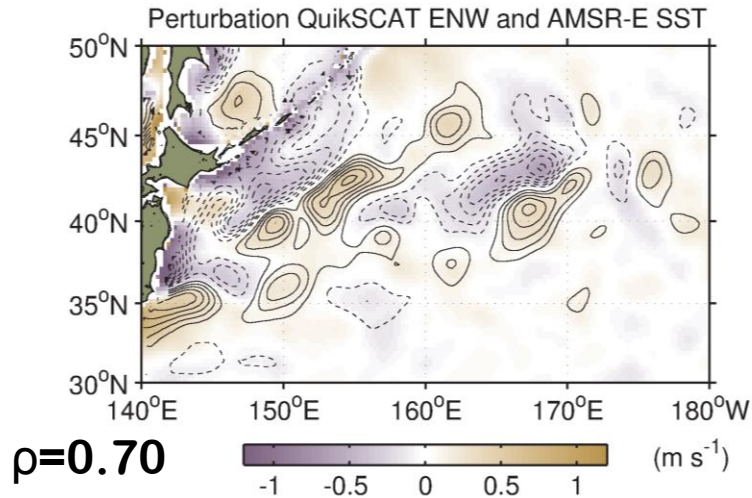 Perturbation QuikSCAT ENW and AMSR-E SST
50°N
45°N
40°N
35°N
30°N
140°E 150°E 160°E 170°E 180°W
ρ=0.70
(m s⁻¹)
-1 -0.5 0 0.5 1